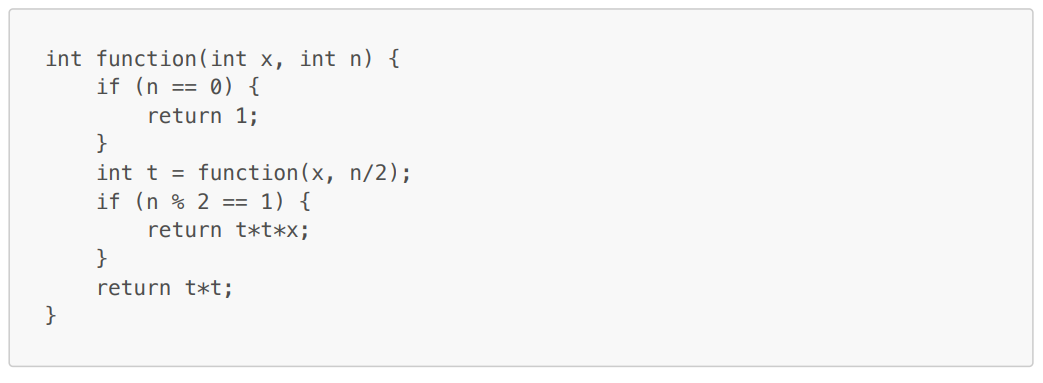 int function(int x, int n) {
    if (n == 0) {
        return 1;
    }
    int t = function(x, n/2);
    if (n % 2 == 1) {
        return t*t*x;
    }
    return t*t;
}